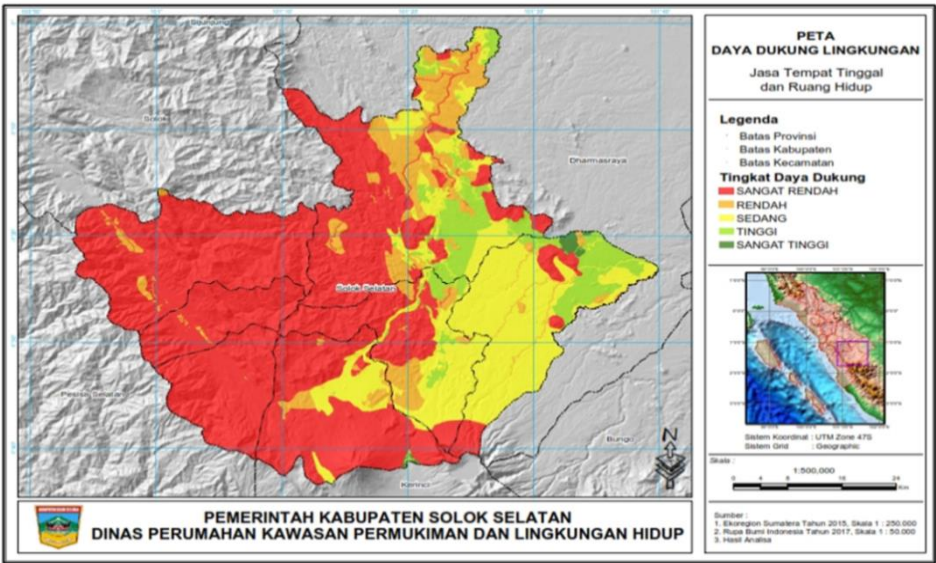 PETA
DAYA DUKUNG LINGKUNGAN
Jasa Tempat Tinggal
dan Ruang Hidup
Legenda
Batas Provinsi
Batas Kabupaten
Batas Kecamatan
Tingkat Daya Dukung
SANGAT RENDAH
RENDAH
SEDANG
TINGGI
SANGAT TINGGI
Solok
Dharmasraya
Solok Selatan
Pesisir Selatan
Bungi
Kerinci
Sistem Koordinat : UTM Zone 47S
Sistem Grid : Geographic
Skala :
1:500,000
0 4 8 16 24
Km
Sumber :
1. Ekoregion Sumatera Tahun 2015, Skala 1 : 250.000
2. Rupa Bumi Indonesia Tahun 2017, Skala 1 : 50.000
3. Hasil Analisa
N
PEMERINTAH KABUPATEN SOLOK SELATAN
DINAS PERUMAHAN KAWASAN PERMUKIMAN DAN LINGKUNGAN HIDUP